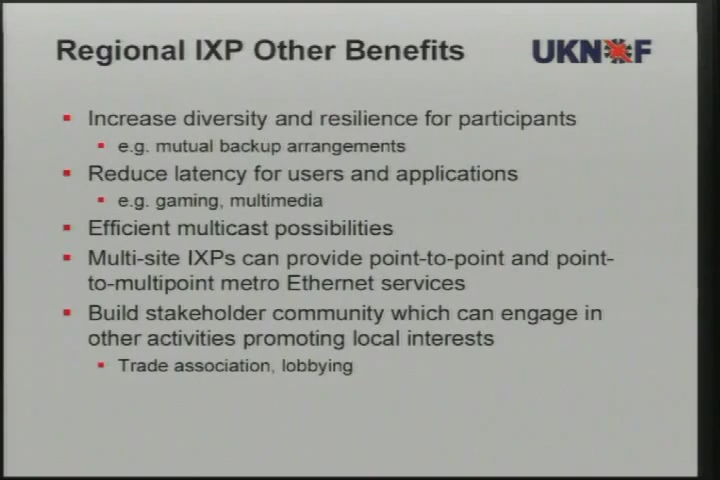 Regional IXP Other Benefits
UKNOF
Increase diversity and resilience for participants
e.g. mutual backup arrangements
Reduce latency for users and applications
e.g. gaming, multimedia
Efficient multicast possibilities
Multi-site IXPs can provide point-to-point and point-
to-multipoint metro Ethernet services
Build stakeholder community which can engage in
other activities promoting local interests
Trade association, lobbying